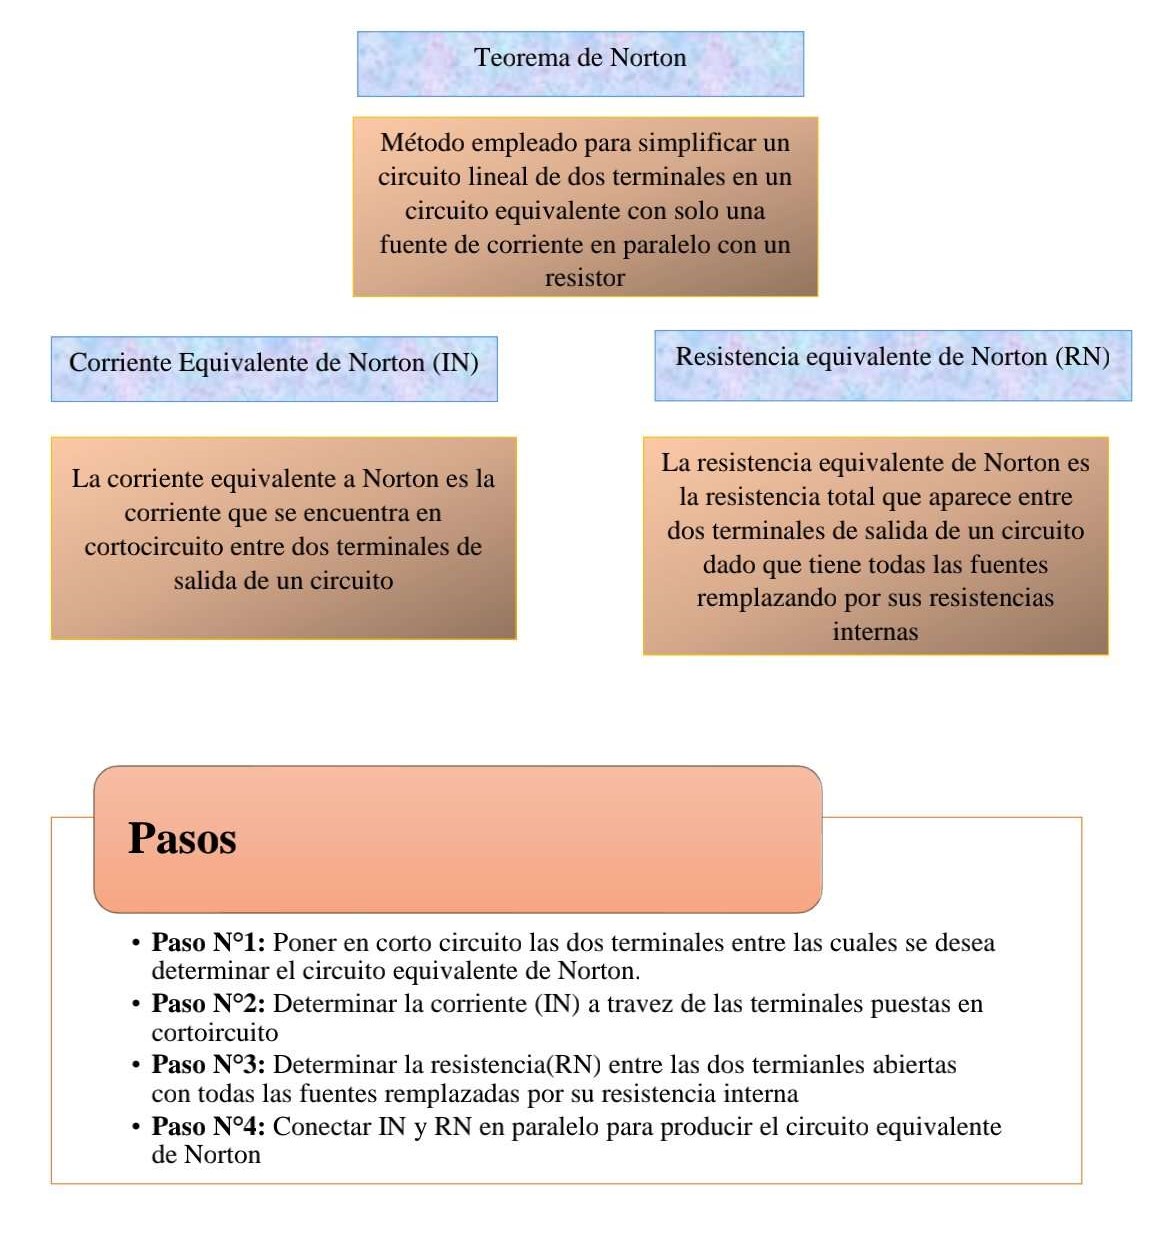 Teorema de Norton
Método empleado para simplificar un
circuito lineal de dos terminales en un
circuito equivalente con solo una
fuente de corriente en paralelo con un
resistor
Corriente Equivalente de Norton (IN)
La corriente equivalente a Norton es la
corriente que se encuentra en
cortocircuito entre dos terminales de
salida de un circuito
Resistencia equivalente de Norton (RN)
La resistencia equivalente de Norton es
la resistencia total que aparece entre
dos terminales de salida de un circuito
dado que tiene todas las fuentes
remplazando por sus resistencias
internas
Pasos
• Paso N°1: Poner en corto circuito las dos terminales entre las cuales se desea
determinar el circuito equivalente de Norton.
• Paso N°2: Determinar la corriente (IN) a travez de las terminales puestas en
cortoircuito
• Paso N°3: Determinar la resistencia(RN) entre las dos termianles abiertas
con todas las fuentes remplazadas por su resistencia interna
• Paso N°4: Conectar IN y RN en paralelo para producir el circuito equivalente
de Norton